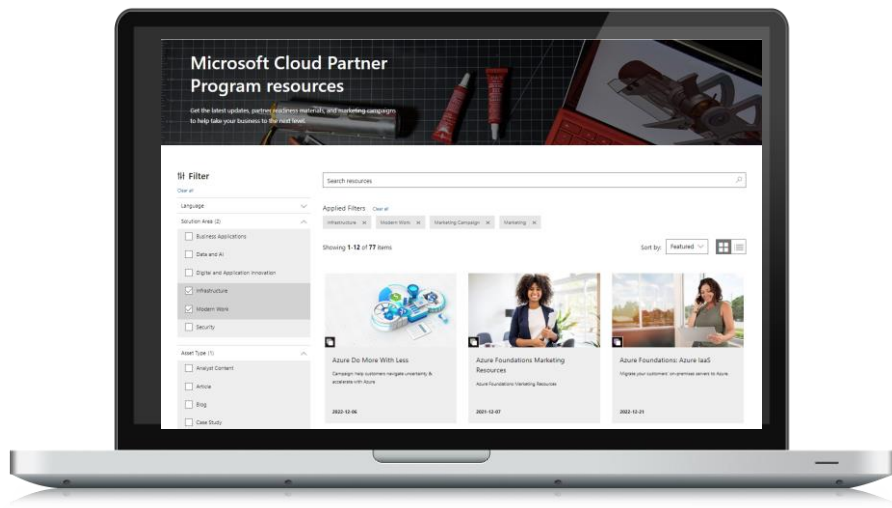 Microsoft Cloud Partner
Program resources
Get the latest updates, partner readiness materials, and marketing campaigns
to help take your business to the next level.
Filter
Clear all
Language
Solution Area (2)
Business Applications
Data and AI
Digital and Application Innovation
Infrastructure
Modern Work
Security
Asset Type (1)
Analyst Content
Article
Blog
Case Study
Search resources
Applied Filters Clear all
Infrastructure × Modern Work × Marketing Campaign × Marketing ×
Showing 1-12 of 77 items
Sort by: Featured
Azure Do More With Less
Campaign help customers navigate uncertainty &
accelerate with Azure
2022-12-06
Azure Foundations Marketing
Resources
Azure Foundations Marketing Resources
2021-12-07
Azure Foundations: Azure IaaS
Migrate your customers' on-premises servers to Azure.
2022-12-21